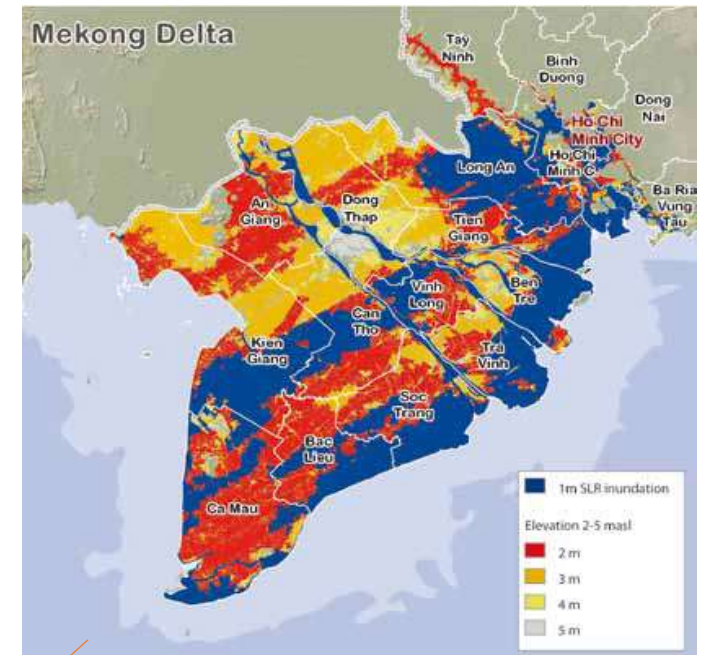 Mekong Delta
Tay
Ninh
Binh
Duong
Dong
Nai
Ho Chi
Minh City
Ho Chi
Minh C
Long An
Ba Ria
Vung
Tau
An
Giang
Dong
Thap
Tien
Giang
Ben
Tre
Vinh
Long
Can
Tho
Kien
Giang
Tra
Vinh
Soc
Trang
Bac
Lieu
Ca Mau
1m SLR inundation
Elevation 2-5 masl
2 m
3 m
4 m
5 m